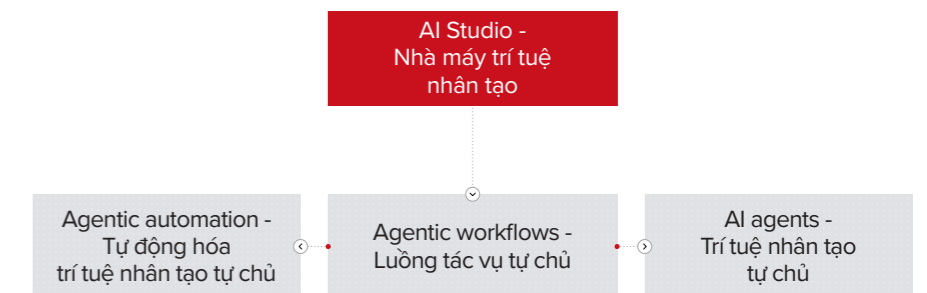 AI Studio -
Nhà máy trí tuệ
nhân tạo
Agentic automation -
Tự động hóa
trí tuệ nhân tạo tự chủ
Agentic workflows -
Luồng tác vụ tự chủ
AI agents -
Trí tuệ nhân tạo
tự chủ